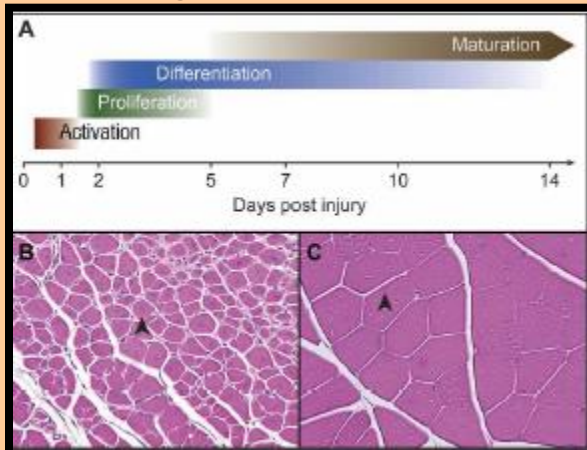 A
Maturation
Differentiation
Proliferation
Activation
0 1 2 5 7 10 14
Days post injury
B
C